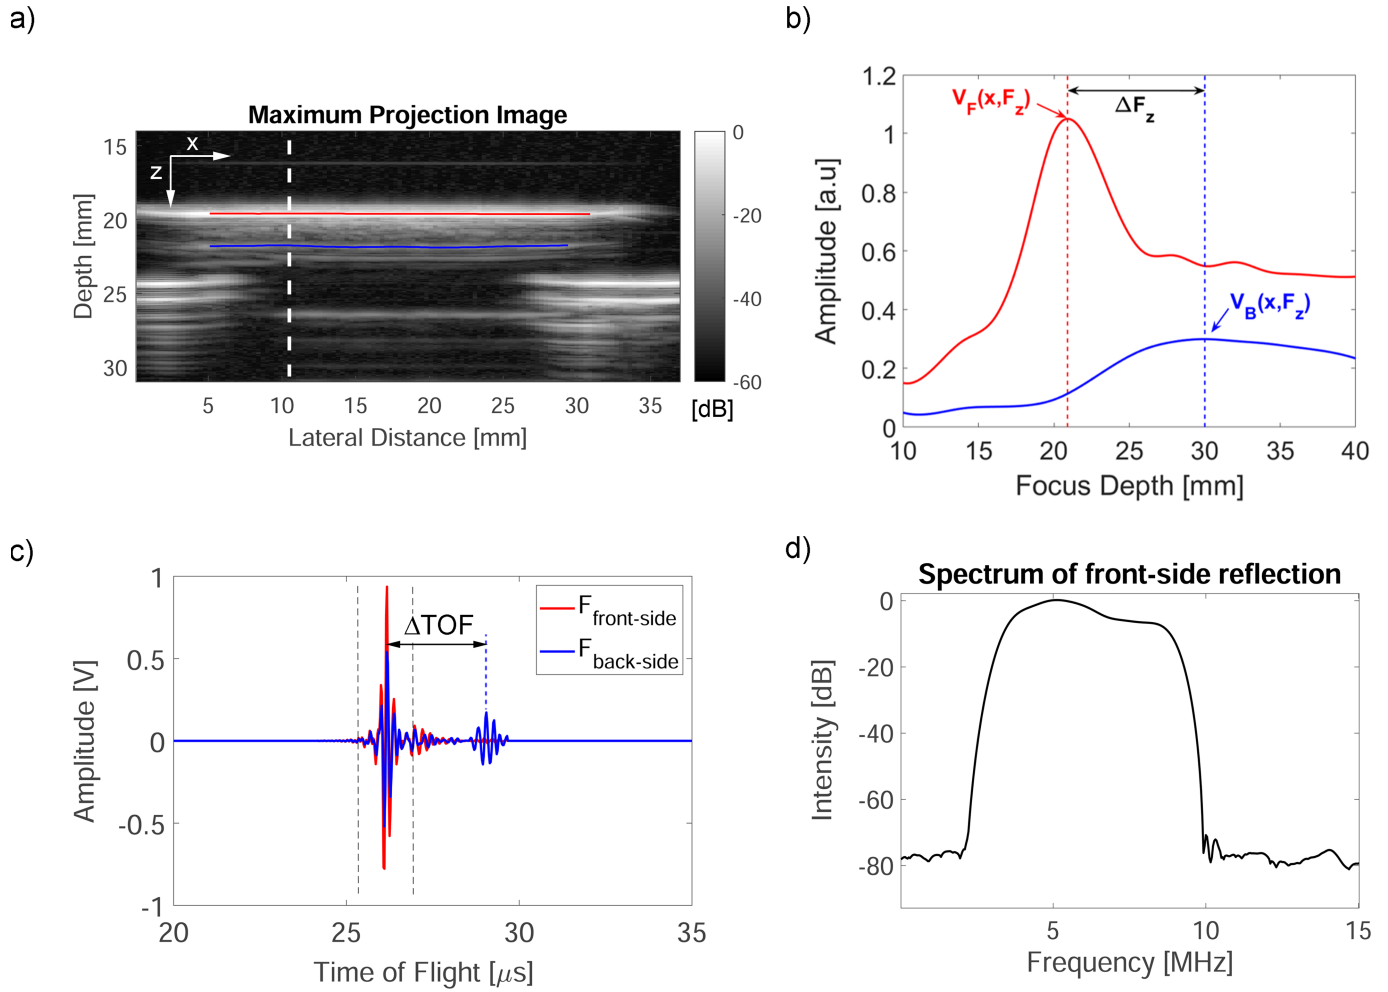 a)
Maximum Projection Image
15
20
25
30
Depth [mm]
x
z
5
10
15
20
25
30
35
Lateral Distance [mm]
0
-20
-40
-60
[dB]
b)
1.2
1
0.8
0.6
0.4
0.2
0
Amplitude [a.u]
V_F(x,F_z)
ΔF_z
V_B(x,F_z)
10
15
20
25
30
35
40
Focus Depth [mm]
c)
1
0.5
0
-0.5
-1
Amplitude [V]
ΔTOF
F_front-side
F_back-side
20
25
30
35
Time of Flight [μs]
d)
Spectrum of front-side reflection
0
-20
-40
-60
-80
Intensity [dB]
5
10
15
Frequency [MHz]